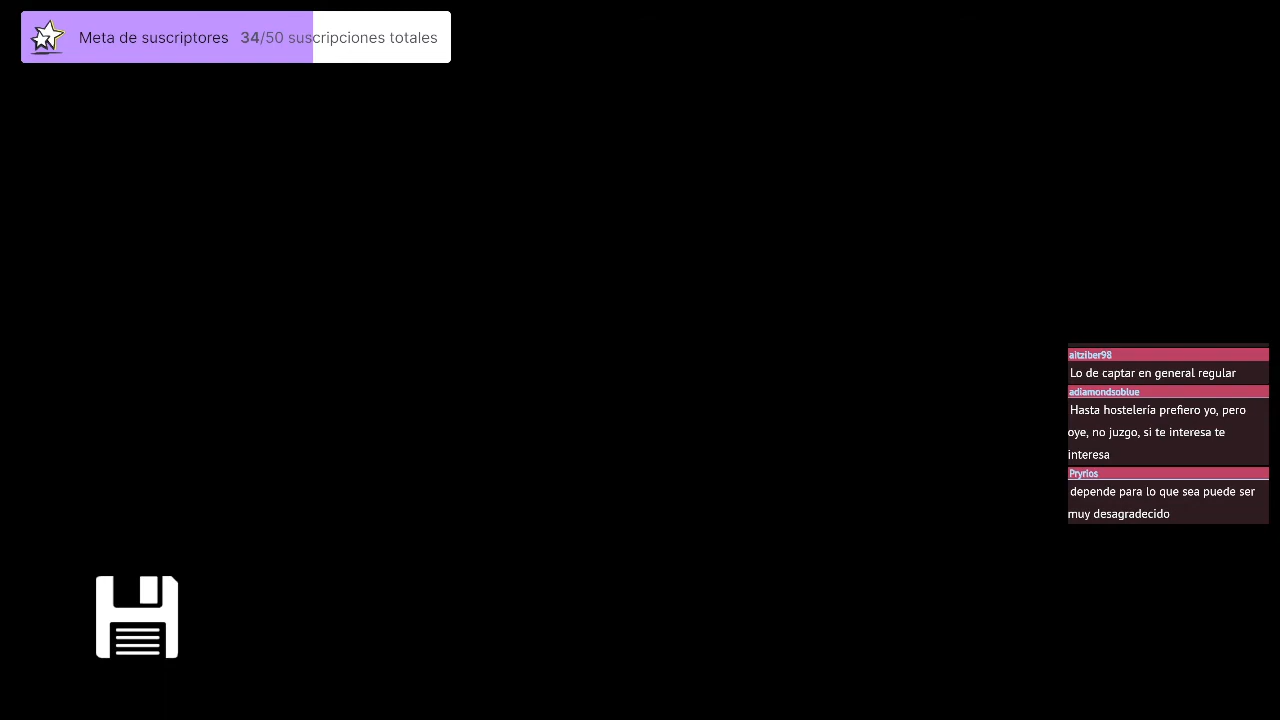 Meta de suscriptores 34/50 suscripciones totales
aitziber98
Lo de captar en general regular
adiamondsoblue
Hasta hostelería prefiero yo, pero
oye, no juzgo, si te interesa te
interesa
Pryrios
depende para lo que sea puede ser
muy desagradecido